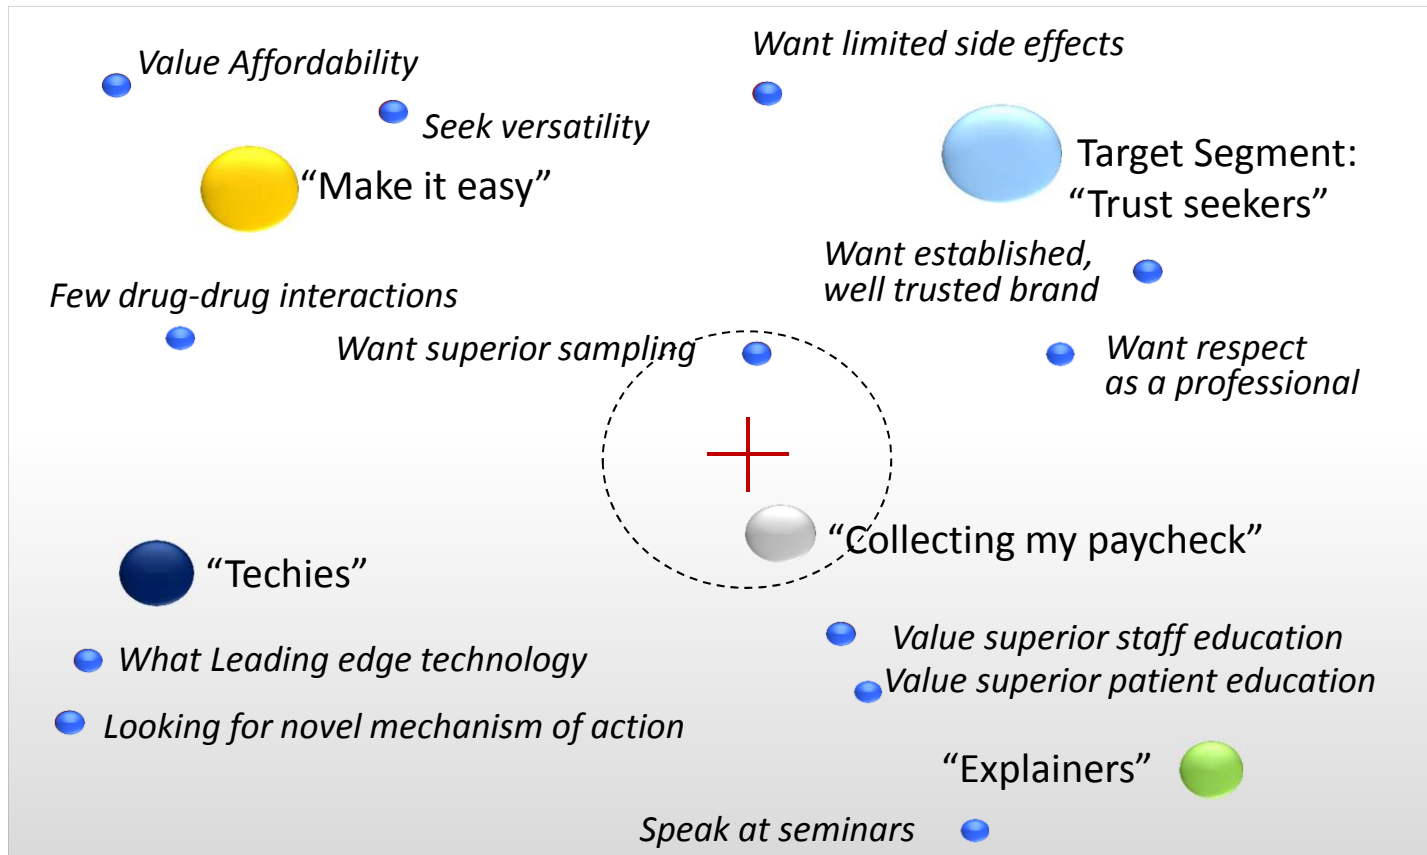 Value Affordability
Want limited side effects
Seek versatility
“Make it easy”
Target Segment:
“Trust seekers”
Want established,
well trusted brand
Few drug-drug interactions
Want superior sampling
Want respect
as a professional
“Collecting my paycheck”
“Techies”
Value superior staff education
What Leading edge technology
Value superior patient education
Looking for novel mechanism of action
“Explainers”
Speak at seminars